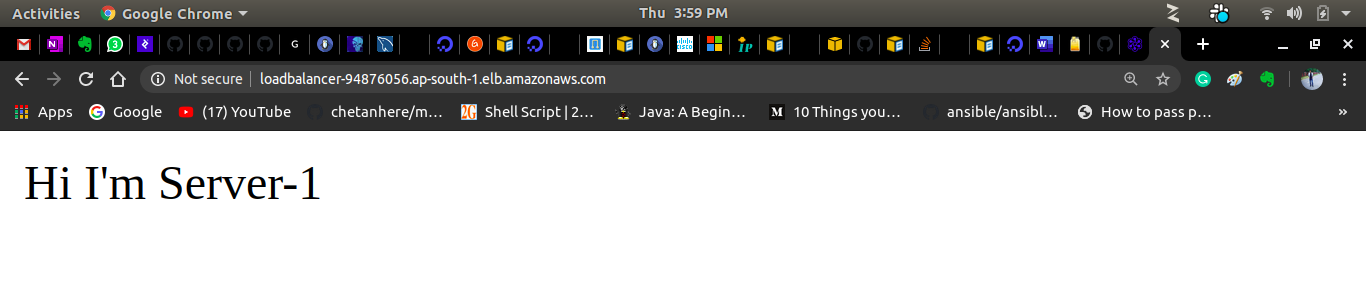 Activities Google Chrome Thu 3:59 PM
Not secure loadbalancer-94876056.ap-south-1.elb.amazonaws.com
Apps Google (17) YouTube chetanhere/m… Shell Script | 2… Java: A Begin… 10 Things you… ansible/ansibl… How to pass p… »
Hi I'm Server-1